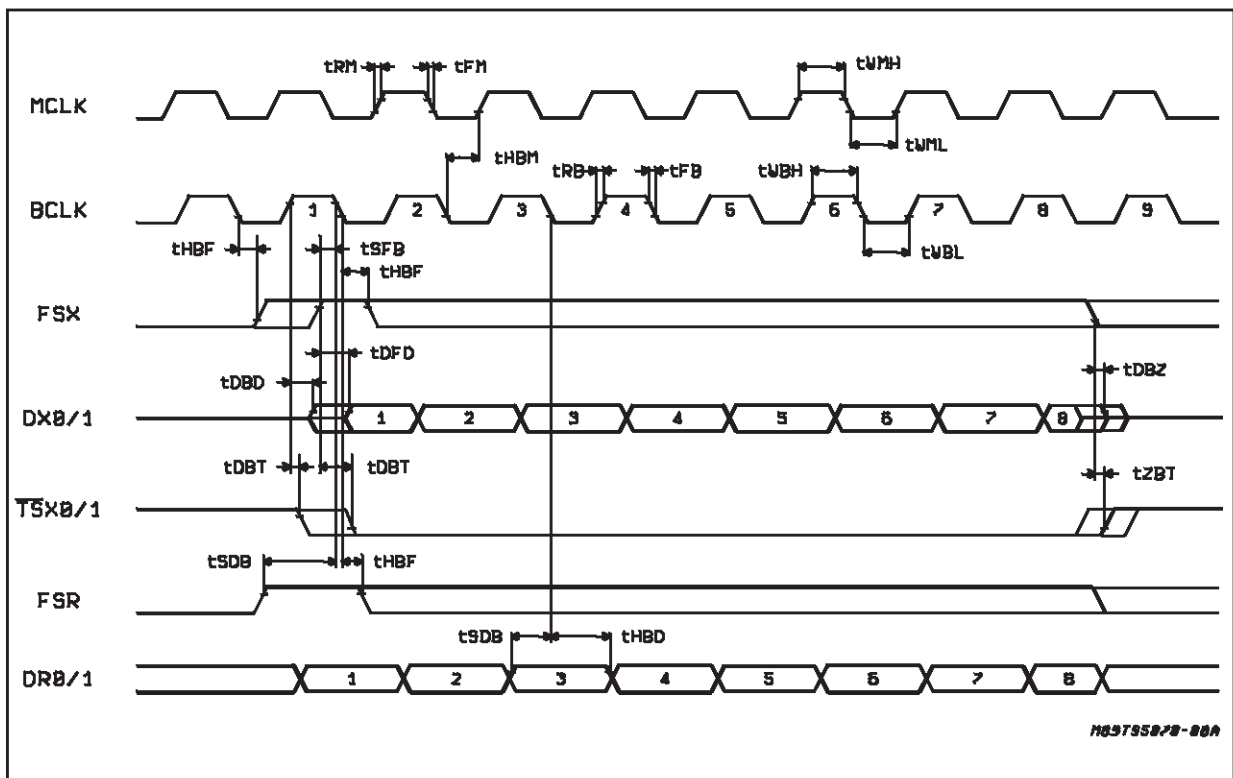 tRM tFM tWMH
MCLK
tHBM tRB tFB tWBH tWML
BCLK 1 2 3 4 5 6 7 8 9
tHBF tSFB tWBL
tHBF
FSX
tDFD
tDBD tDBZ
DX0/1 1 2 3 4 5 6 7 8
tDBT tDBT tZBT
TSX0/1
tSDB tHBF
FSR
tSDB tHBD
DR0/1 1 2 3 4 5 6 7 8
M89TS5070-08A